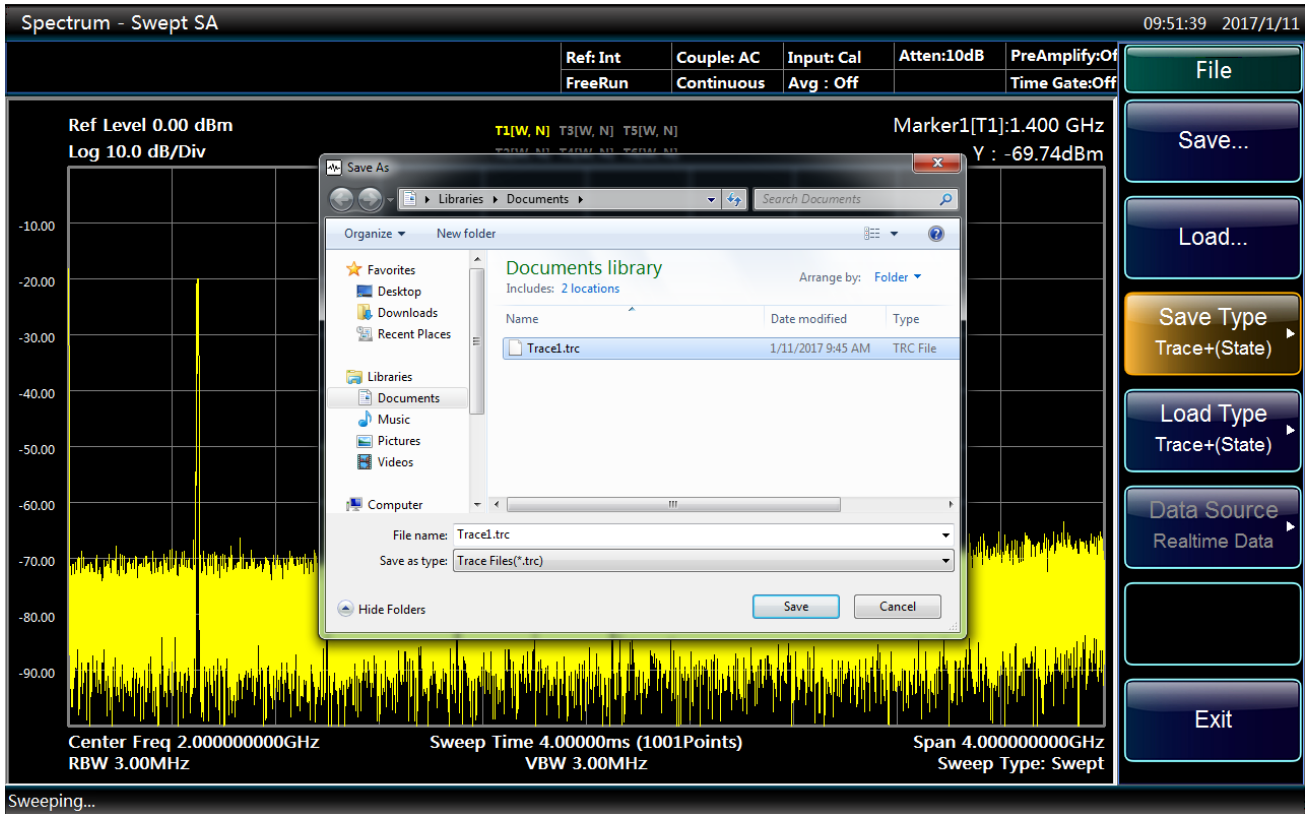 Spectrum - Swept SA
09:51:39 2017/1/11
Ref: Int Couple: AC Input: Cal Atten:10dB PreAmplify:Of
FreeRun Continuous Avg : Off Time Gate:Off
File
Save...
Load...
Save Type
Trace+(State)
Load Type
Trace+(State)
Data Source
Realtime Data
Exit
Ref Level 0.00 dBm
Log 10.0 dB/Div
T1[W, N] T3[W, N] T5[W, N]
Marker1[T1]:1.400 GHz
Y : -69.74dBm
-10.00
-20.00
-30.00
-40.00
-50.00
-60.00
-70.00
-80.00
-90.00
Save As
Libraries Documents
Search Documents
Organize New folder
Favorites
Desktop
Downloads
Recent Places
Libraries
Documents
Music
Pictures
Videos
Computer
Documents library
Includes: 2 locations
Arrange by: Folder
Name Date modified Type
Trace1.trc 1/11/2017 9:45 AM TRC File
File name: Trace1.trc
Save as type: Trace Files(*.trc)
Hide Folders
Save
Cancel
Center Freq 2.000000000GHz Sweep Time 4.00000ms (1001Points) Span 4.000000000GHz
RBW 3.00MHz VBW 3.00MHz Sweep Type: Swept
Sweeping...